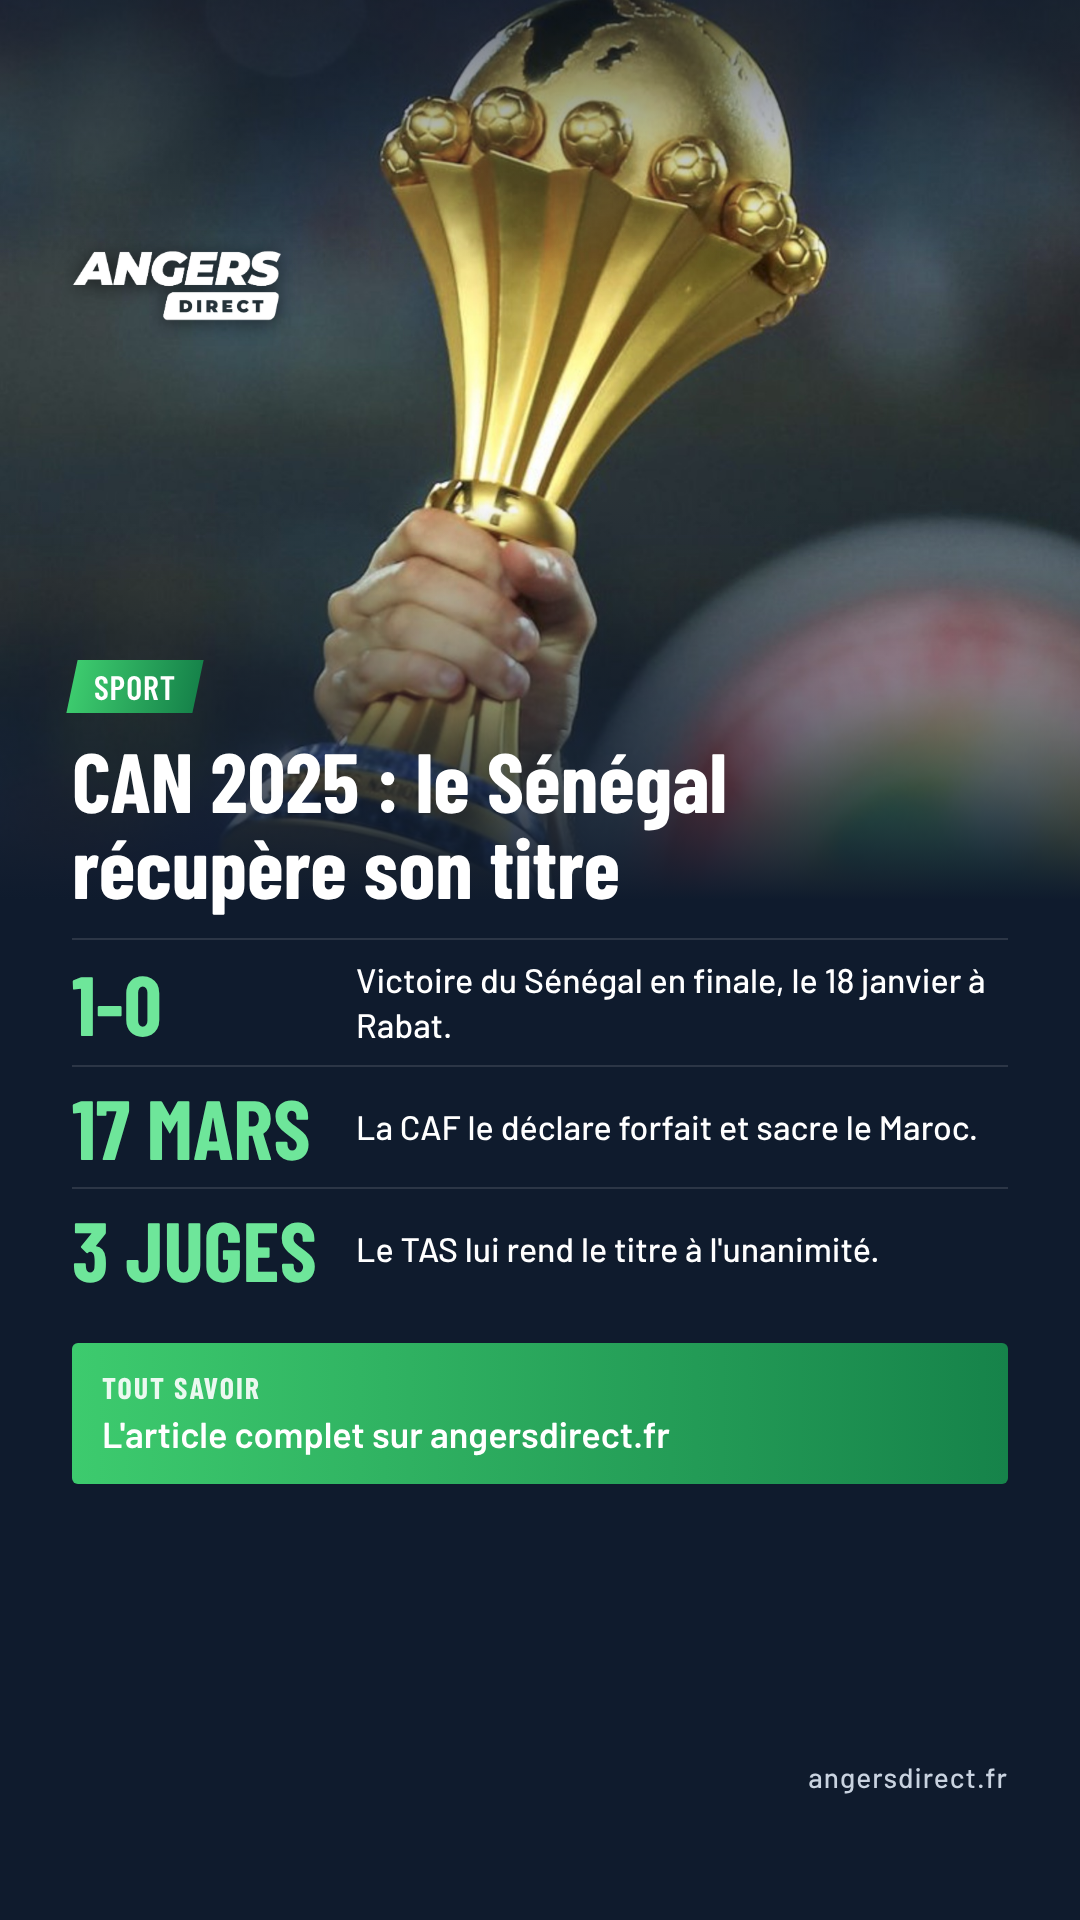 ANGERS
DIRECT
SPORT
CAN 2025 : le Sénégal
récupère son titre
1-0
Victoire du Sénégal en finale, le 18 janvier à
Rabat.
17 MARS
La CAF le déclare forfait et sacre le Maroc.
3 JUGES
Le TAS lui rend le titre à l'unanimité.
TOUT SAVOIR
L'article complet sur angersdirect.fr
angersdirect.fr